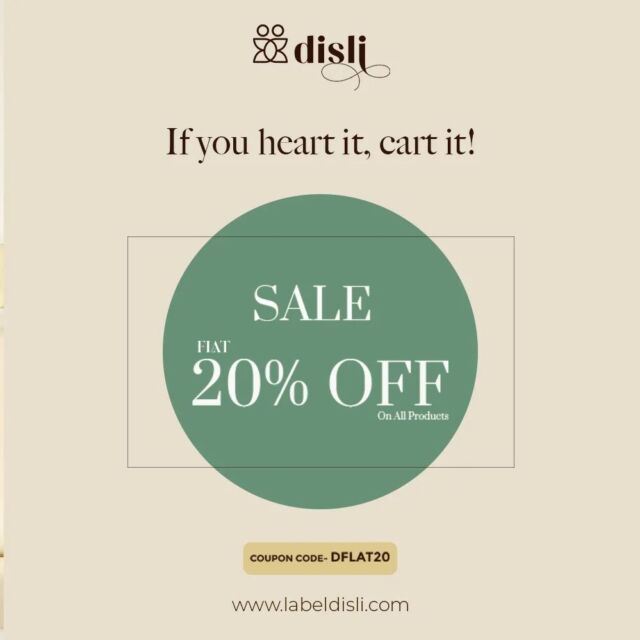 disli
If you heart it, cart it!
SALE
FLAT
20% OFF
On All Products
COUPON CODE- DFLAT20
www.labeldisli.com